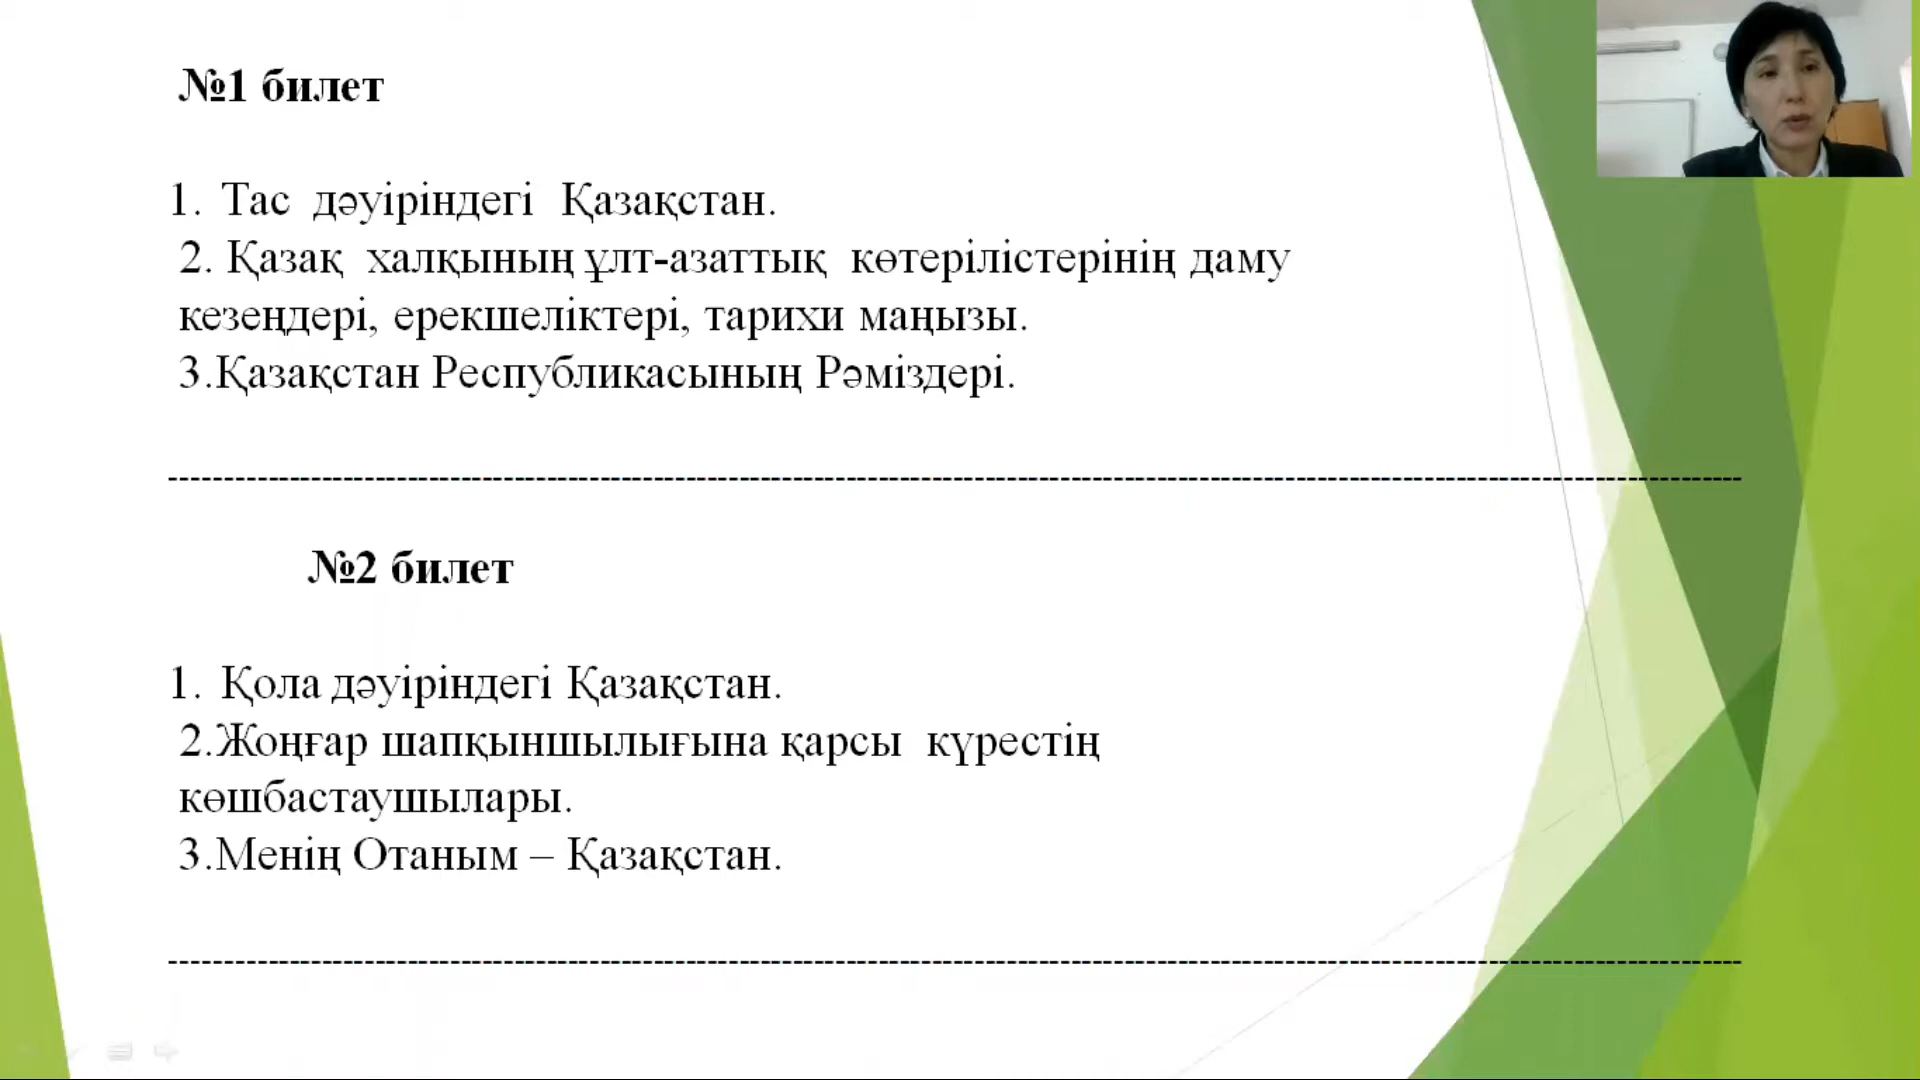 №1 билет
1. Тас дәуіріндегі Қазақстан.
2. Қазақ халқының ұлт-азаттық көтерілістерінің даму
кезеңдері, ерекшеліктері, тарихи маңызы.
3.Қазақстан Республикасының Рәміздері.
№2 билет
1. Қола дәуіріндегі Қазақстан.
2.Жоңғар шапқыншылығына қарсы күрестің
көшбастаушылары.
3.Менің Отаным – Қазақстан.